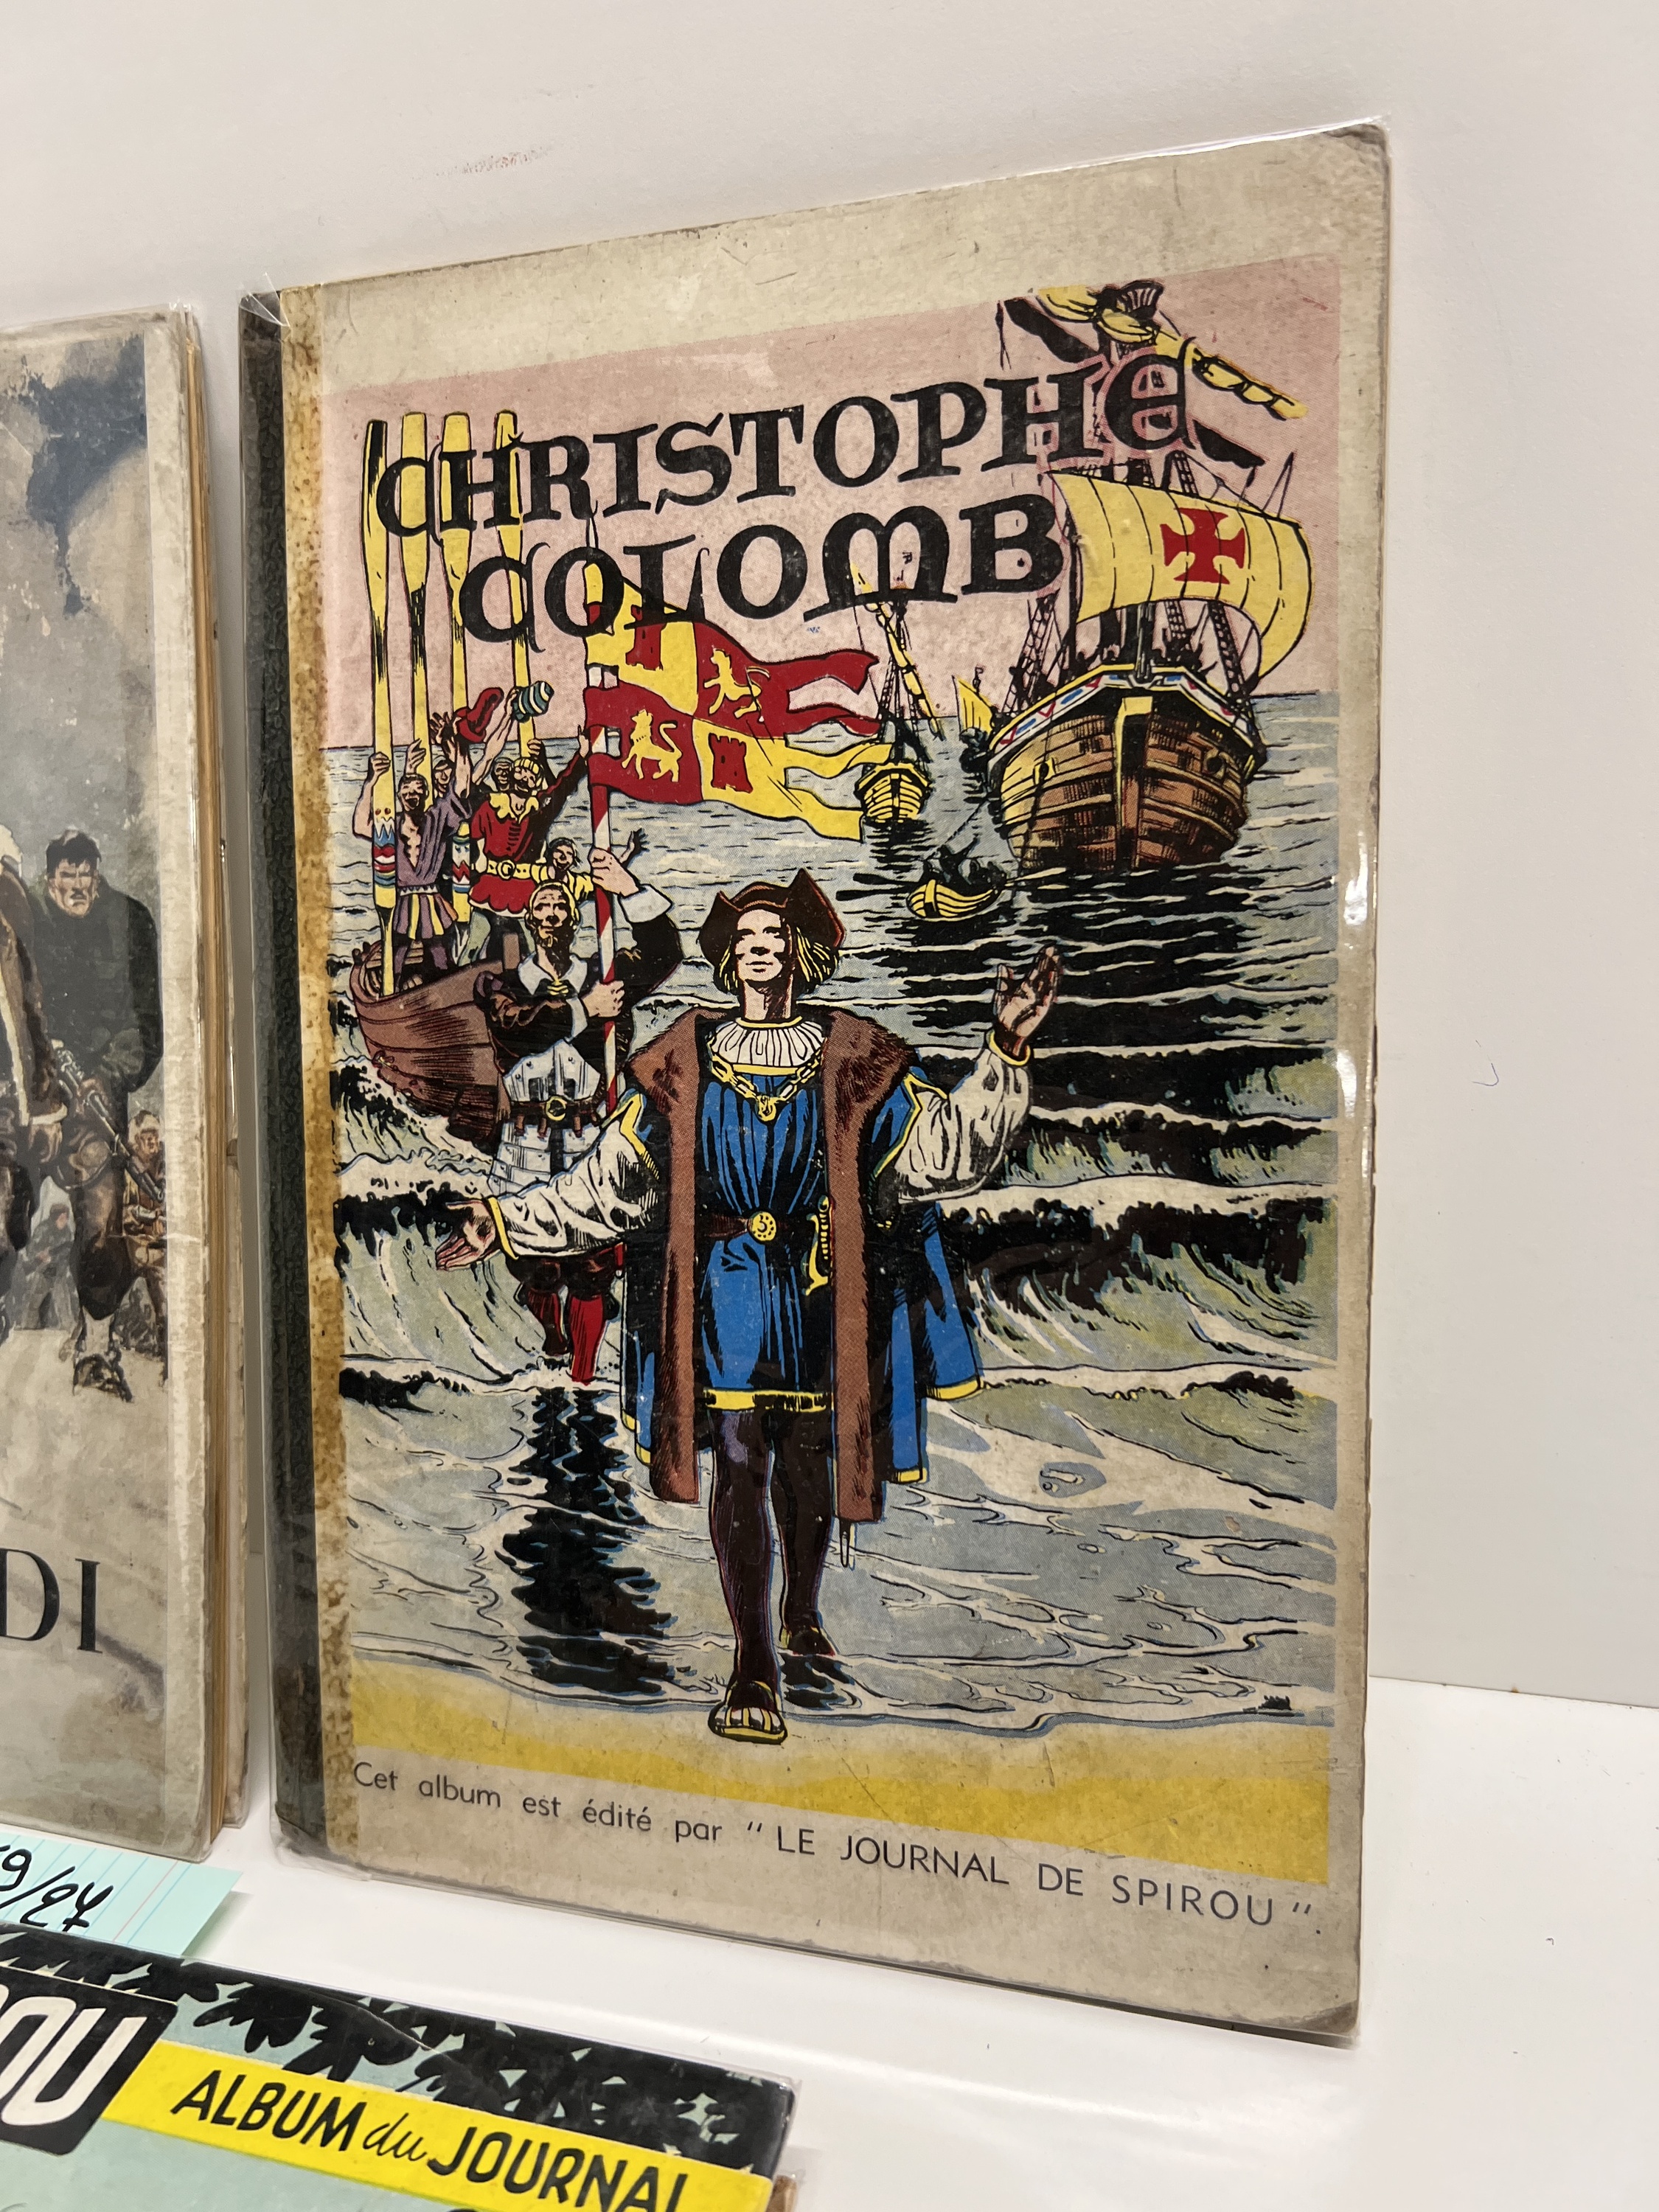 CHRISTOPHE
COLOMB
Cet album est édité par " LE JOURNAL DE SPIROU ".
DI
ALBUM du JOURNAL